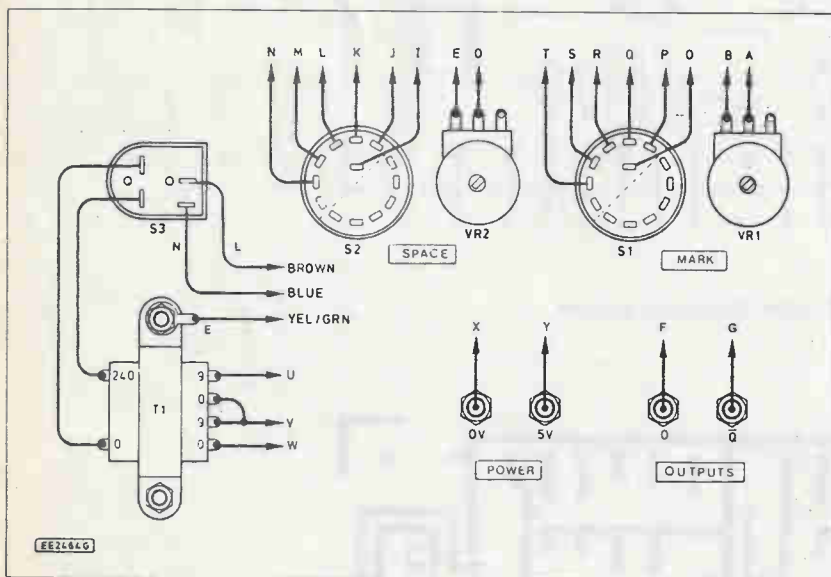 N M L K J I E D T S R Q P O B A
S3
S2
SPACE
VR2
S1
MARK
VR1
N L
BROWN
BLUE
E YEL/GRN
240 9 U
0
T1
9 V
0 0 W
X Y F G
0V 5V Q Q̅
POWER OUTPUTS
EE2464G